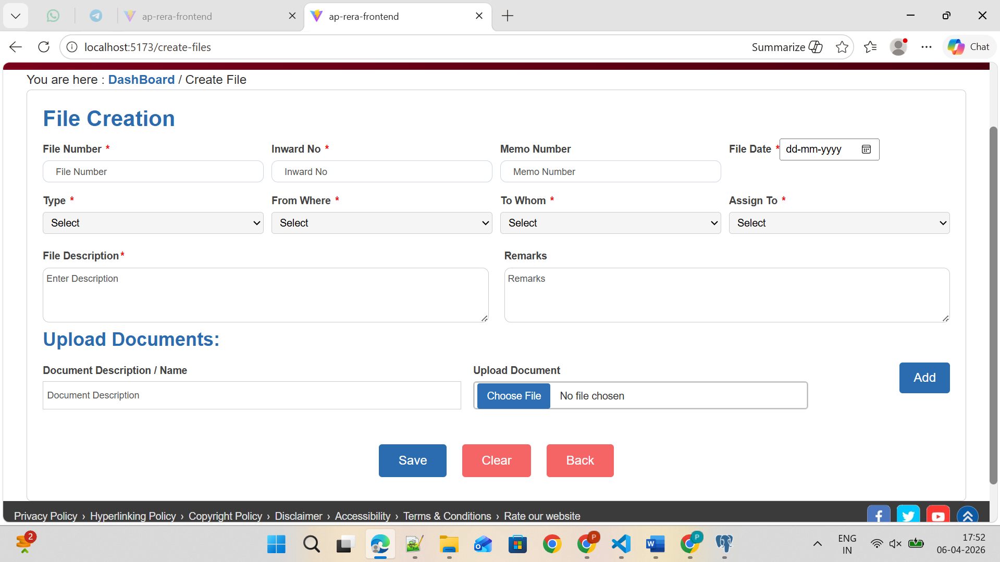 ap-rera-frontend
ap-rera-frontend
localhost:5173/create-files
Summarize
Chat
You are here : DashBoard / Create File
File Creation
File Number *
Inward No *
Memo Number
File Date * dd-mm-yyyy
File Number
Inward No
Memo Number
Type *
From Where *
To Whom *
Assign To *
Select
Select
Select
Select
File Description*
Remarks
Enter Description
Remarks
Upload Documents:
Document Description / Name
Upload Document
Add
Document Description
Choose File No file chosen
Save
Clear
Back
Privacy Policy › Hyperlinking Policy › Copyright Policy › Disclaimer › Accessibility › Terms & Conditions › Rate our website
2
P
P
ENG
IN
17:52
06-04-2026